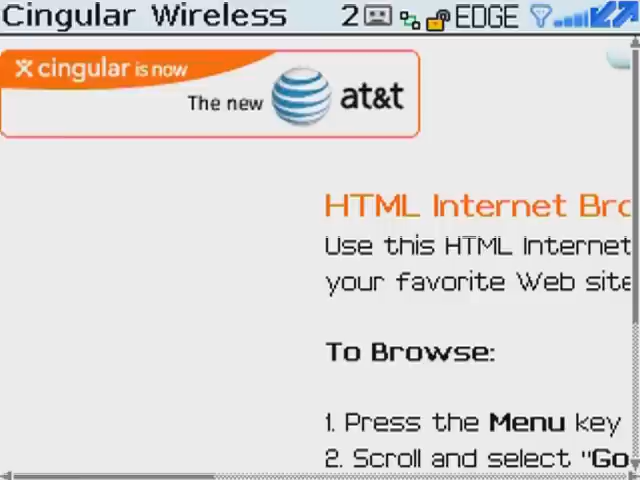 Cingular Wireless 2 EDGE
cingular is now
The new at&t
HTML Internet Bro
Use this HTML Internet
your favorite Web site
To Browse:
1. Press the Menu key
2. Scroll and select "Go